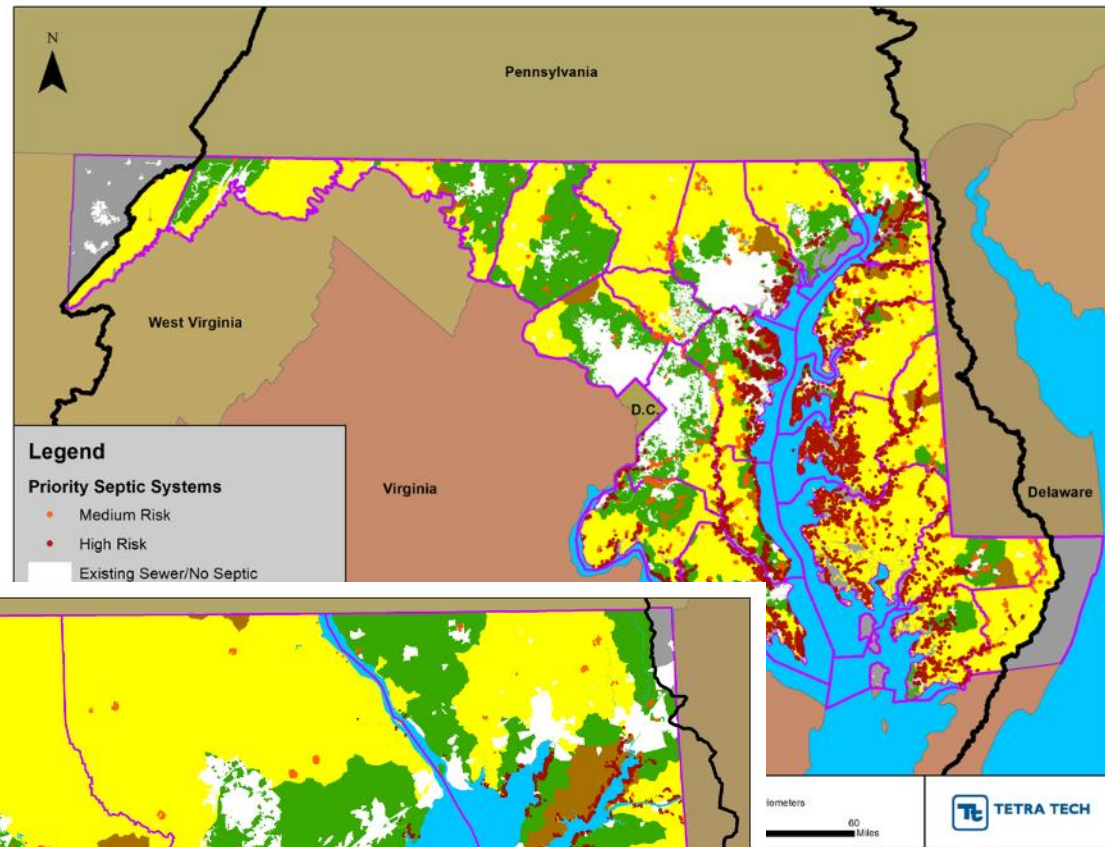 N
Pennsylvania
West Virginia
D.C.
Legend
Priority Septic Systems
Virginia
Delaware
Medium Risk
High Risk
Existing Sewer/No Septic
60
Miles
TETRA TECH